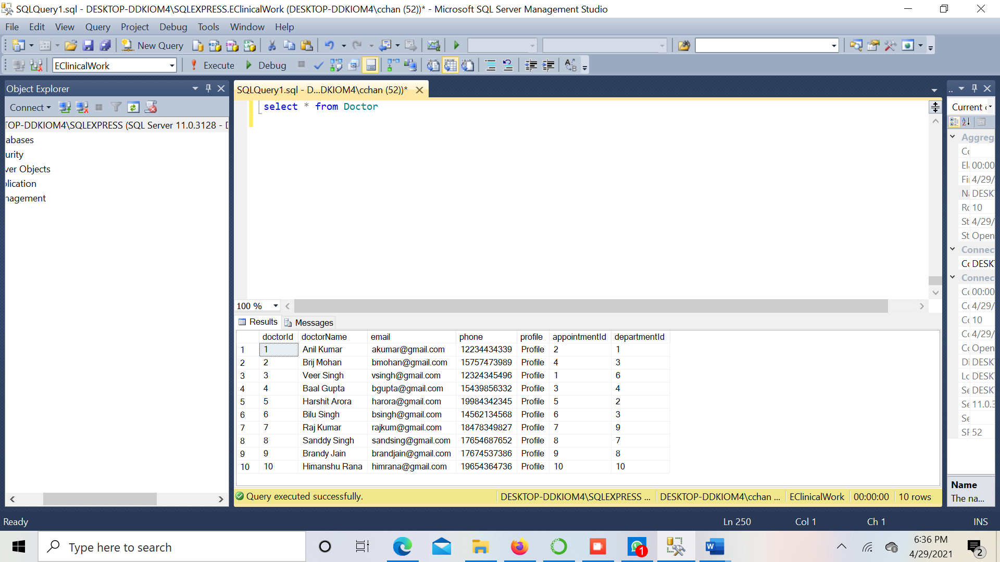 SQLQuery1.sql - DESKTOP-DDKIOM4\SQLEXPRESS.EClinicalWork (DESKTOP-DDKIOM4\cchan (52))* - Microsoft SQL Server Management Studio
File Edit View Query Project Debug Tools Window Help
New Query
EClinicalWork Execute Debug
Object Explorer
Connect
TOP-DDKIOM4\SQLEXPRESS (SQL Server 11.0.3128 - D
abases
urity
ver Objects
lication
nagement
SQLQuery1.sql - D...DKIOM4\cchan (52))*
select * from Doctor
100 %
Results Messages
doctorId doctorName email phone profile appointmentId departmentId
1 1 Anil Kumar akumar@gmail.com 12234434339 Profile 2 1
2 2 Brij Mohan bmohan@gmail.com 15757473989 Profile 4 3
3 3 Veer Singh vsingh@gmail.com 12324345496 Profile 1 6
4 4 Baal Gupta bgupta@gmail.com 15439856332 Profile 3 4
5 5 Harshit Arora harora@gmail.com 19984342345 Profile 5 2
6 6 Bilu Singh bsingh@gmail.com 14562134568 Profile 6 3
7 7 Raj Kumar rajkum@gmail.com 18478349827 Profile 7 9
8 8 Sanddy Singh sandsing@gmail.com 17654687652 Profile 8 7
9 9 Brandy Jain brandjain@gmail.com 17674537386 Profile 9 8
10 10 Himanshu Rana himrana@gmail.com 19654364736 Profile 10 10
Query executed successfully. DESKTOP-DDKIOM4\SQLEXPRESS ... DESKTOP-DDKIOM4\cchan ... EClinicalWork 00:00:00 10 rows
..
Current
Aggreg
Co
El 00:00
Fi 4/29/
Na DESK
Ro 10
St 4/29/
St Open
Connec
Co DESK
Connec
Co 00:00
Co 4/29/
Co 10
Co 4/29/
Co Open
Di DESK
Lo DESK
Se DESK
Se 11.0.3
Se
SP 52
Name
The na...
Ready Ln 250 Col 1 Ch 1 INS
Type here to search
1
6:36 PM
4/29/2021
2